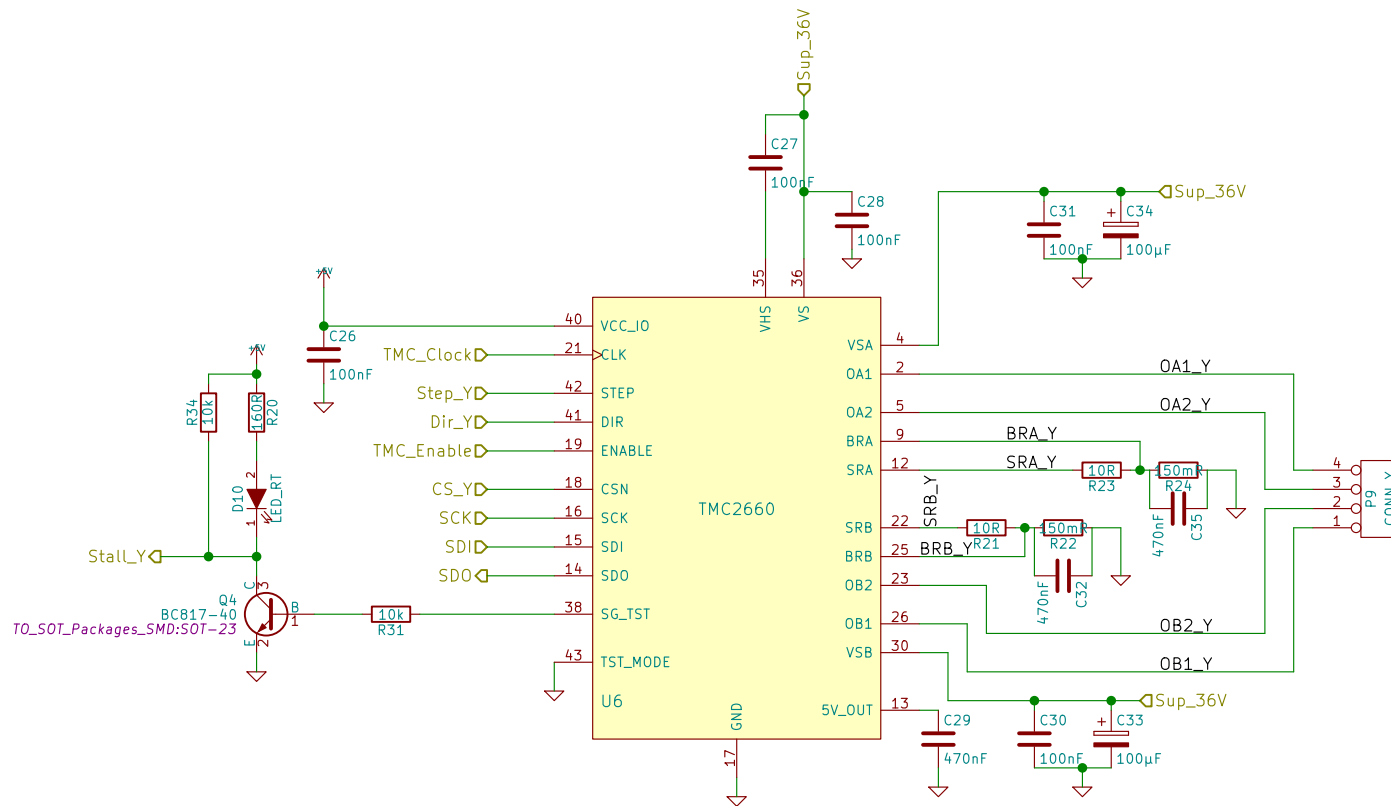 Sup_36V
C27
100nF
C28
100nF
35
36
VHS
VS
Sup_36V
C31
100nF
+
C34
100µF
+5V
C26
100nF
40
VCC_IO
TMC_Clock
21
CLK
Step_Y
42
STEP
Dir_Y
41
DIR
TMC_Enable
19
ENABLE
CS_Y
18
CSN
SCK
16
SCK
SDI
15
SDI
SDO
14
SDO
38
SG_TST
43
TST_MODE
U6
TMC2660
GND
17
+5V
R34
10k
160R
R20
2
D10
LED_RT
1
Stall_Y
C
3
Q4
BC817-40
TO_SOT_Packages_SMD:SOT-23
B
1
E
2
10k
R31
VSA
4
OA1
2
OA1_Y
OA2
5
OA2_Y
BRA
9
BRA_Y
SRA
12
SRA_Y
10R
R23
150mR
R24
470nF
C35
SRB_Y
SRB
22
10R
R21
150mR
R22
BRB
25
BRB_Y
470nF
C32
OB2
23
OB2_Y
OB1
26
OB1_Y
VSB
30
Sup_36V
5V_OUT
13
C29
470nF
C30
100nF
+
C33
100µF
4
3
2
1
P9
CONN_Y